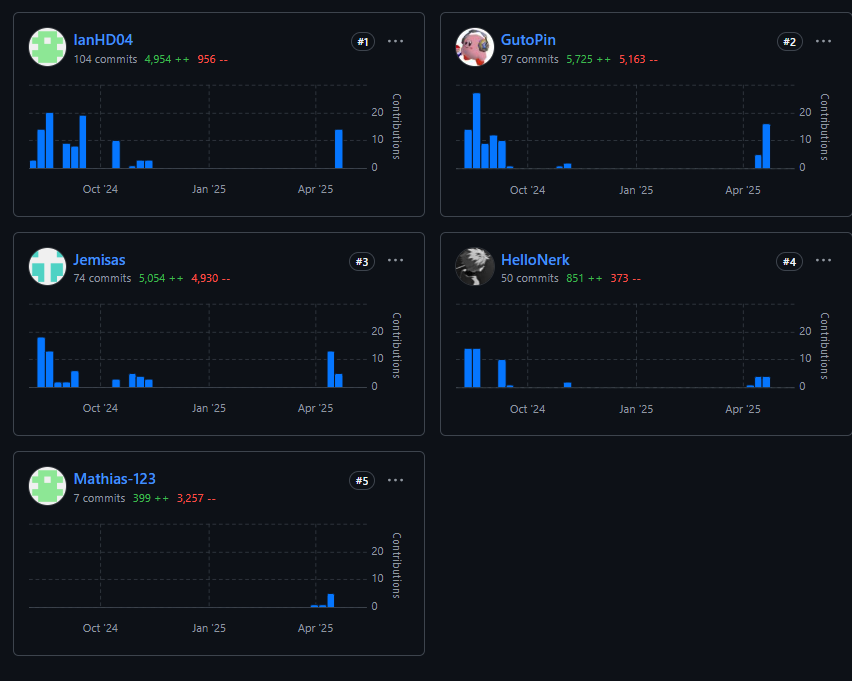 IanHD04 #1 ···
104 commits 4,954 ++ 956 --
Contributions
20
10
0
Oct '24 Jan '25 Apr '25
GutoPin #2 ···
97 commits 5,725 ++ 5,163 --
Contributions
20
10
0
Oct '24 Jan '25 Apr '25
Jemisas #3 ···
74 commits 5,054 ++ 4,930 --
Contributions
20
10
0
Oct '24 Jan '25 Apr '25
HelloNerk #4 ···
50 commits 851 ++ 373 --
Contributions
20
10
0
Oct '24 Jan '25 Apr '25
Mathias-123 #5 ···
7 commits 399 ++ 3,257 --
Contributions
20
10
0
Oct '24 Jan '25 Apr '25